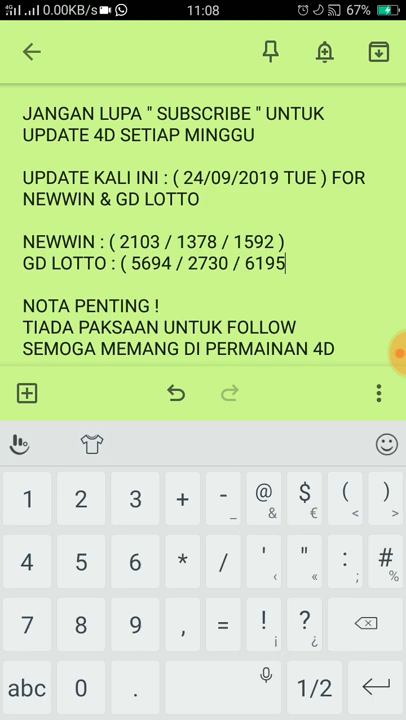 4G 0.00KB/s 11:08 67%
JANGAN LUPA " SUBSCRIBE " UNTUK
UPDATE 4D SETIAP MINGGU
UPDATE KALI INI : ( 24/09/2019 TUE ) FOR
NEWWIN & GD LOTTO
NEWWIN : ( 2103 / 1378 / 1592 )
GD LOTTO : ( 5694 / 2730 / 6195
NOTA PENTING !
TIADA PAKSAAN UNTUK FOLLOW
SEMOGA MEMANG DI PERMAINAN 4D
1 2 3 + - _ @ & $ € ( < ) >
4 5 6 * / ' ‹ " « : ; # %
7 8 9 , = ! ¡ ? ¿
abc 0 . 1/2